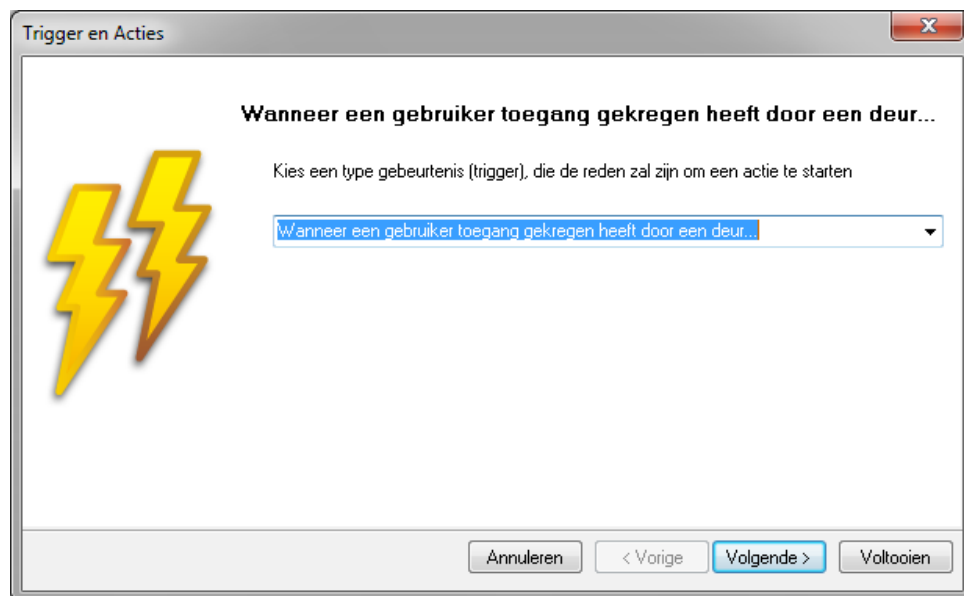 Trigger en Acties
Wanneer een gebruiker toegang gekregen heeft door een deur...
Kies een type gebeurtenis (trigger), die de reden zal zijn om een actie te starten
Wanneer een gebruiker toegang gekregen heeft door een deur...
Annuleren
< Vorige
Volgende >
Voltooien